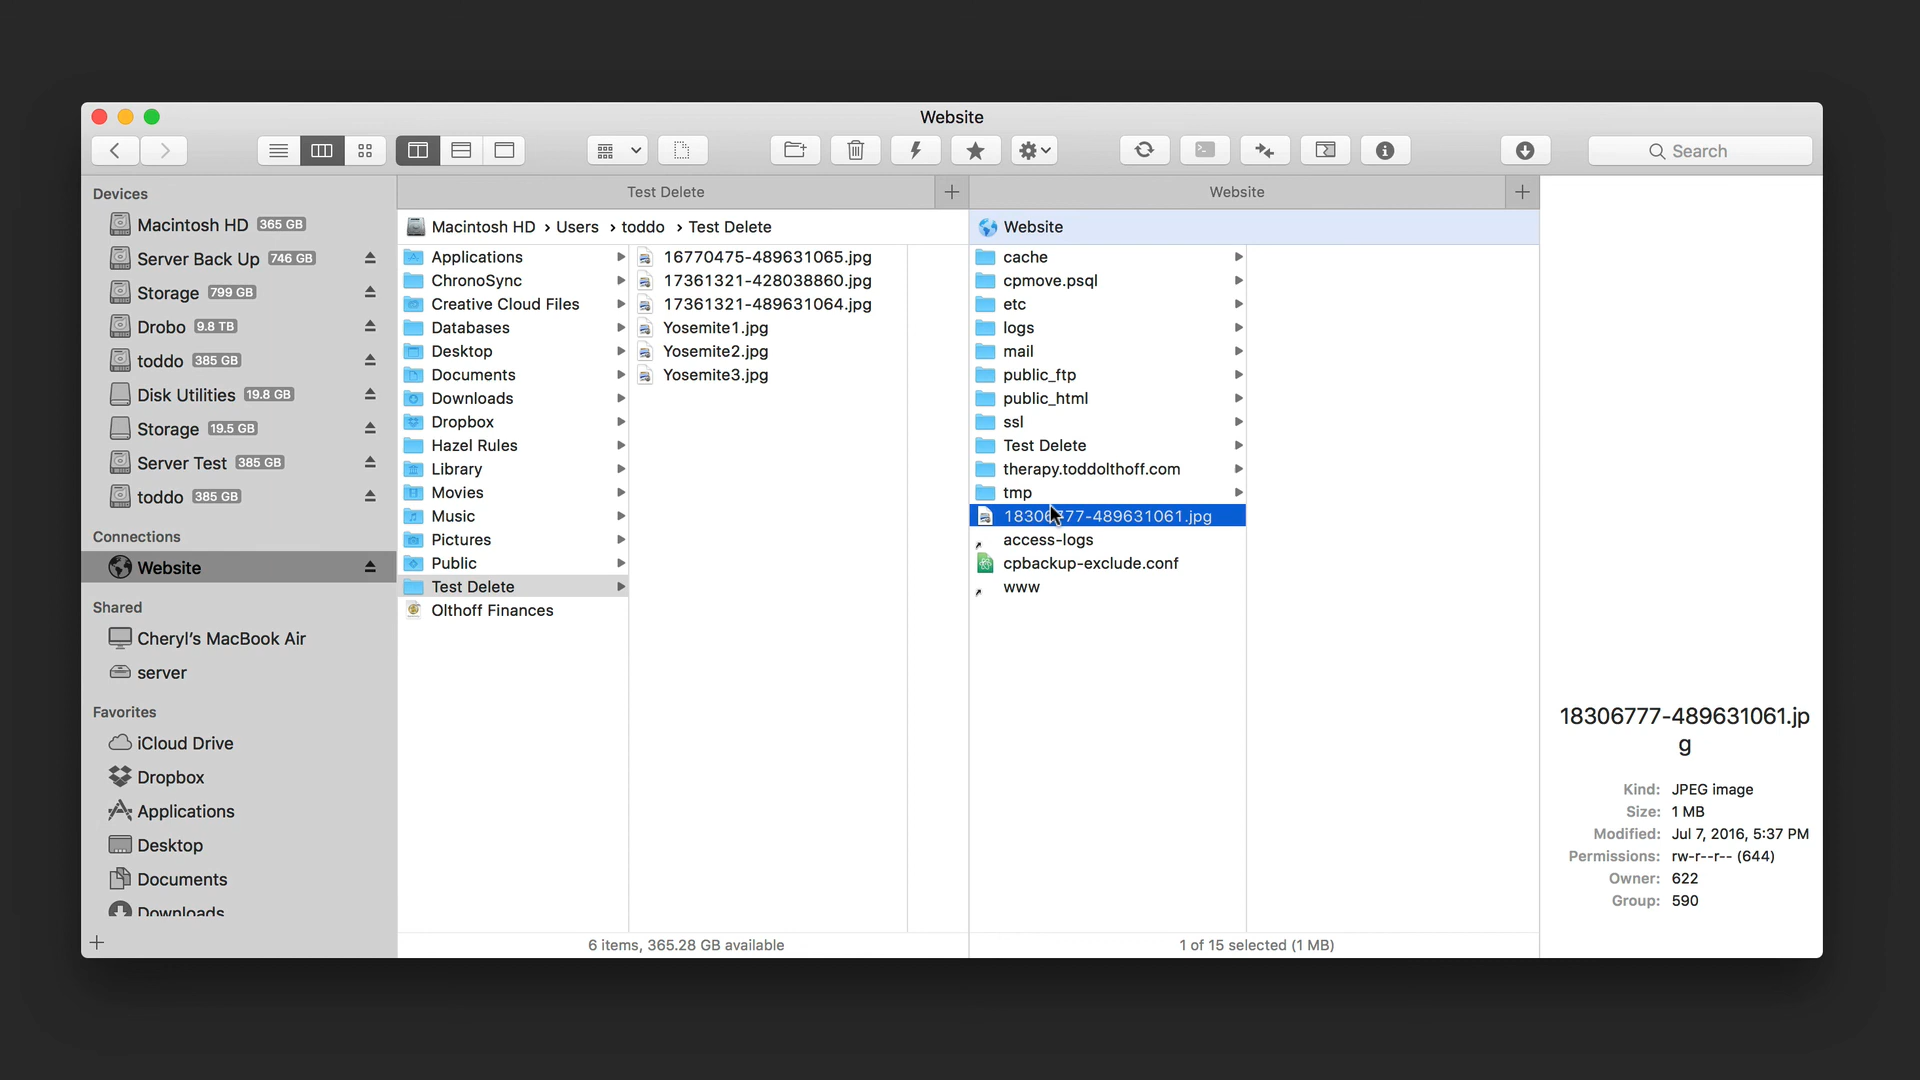 Website
Search
Devices
Macintosh HD 365 GB
Server Back Up 746 GB
Storage 799 GB
Drobo 9.8 TB
toddo 385 GB
Disk Utilities 19.8 GB
Storage 19.5 GB
Server Test 385 GB
toddo 385 GB
Connections
Website
Shared
Cheryl's MacBook Air
server
Favorites
iCloud Drive
Dropbox
Applications
Desktop
Documents
Downloads
Test Delete
Macintosh HD › Users › toddo › Test Delete
Applications
ChronoSync
Creative Cloud Files
Databases
Desktop
Documents
Downloads
Dropbox
Hazel Rules
Library
Movies
Music
Pictures
Public
Test Delete
Olthoff Finances
16770475-489631065.jpg
17361321-428038860.jpg
17361321-489631064.jpg
Yosemite1.jpg
Yosemite2.jpg
Yosemite3.jpg
6 items, 365.28 GB available
Website
Website
cache
cpmove.psql
etc
logs
mail
public_ftp
public_html
ssl
Test Delete
therapy.toddolthoff.com
tmp
18306777-489631061.jpg
access-logs
cpbackup-exclude.conf
www
1 of 15 selected (1 MB)
18306777-489631061.jp
g
Kind: JPEG image
Size: 1 MB
Modified: Jul 7, 2016, 5:37 PM
Permissions: rw-r--r-- (644)
Owner: 622
Group: 590